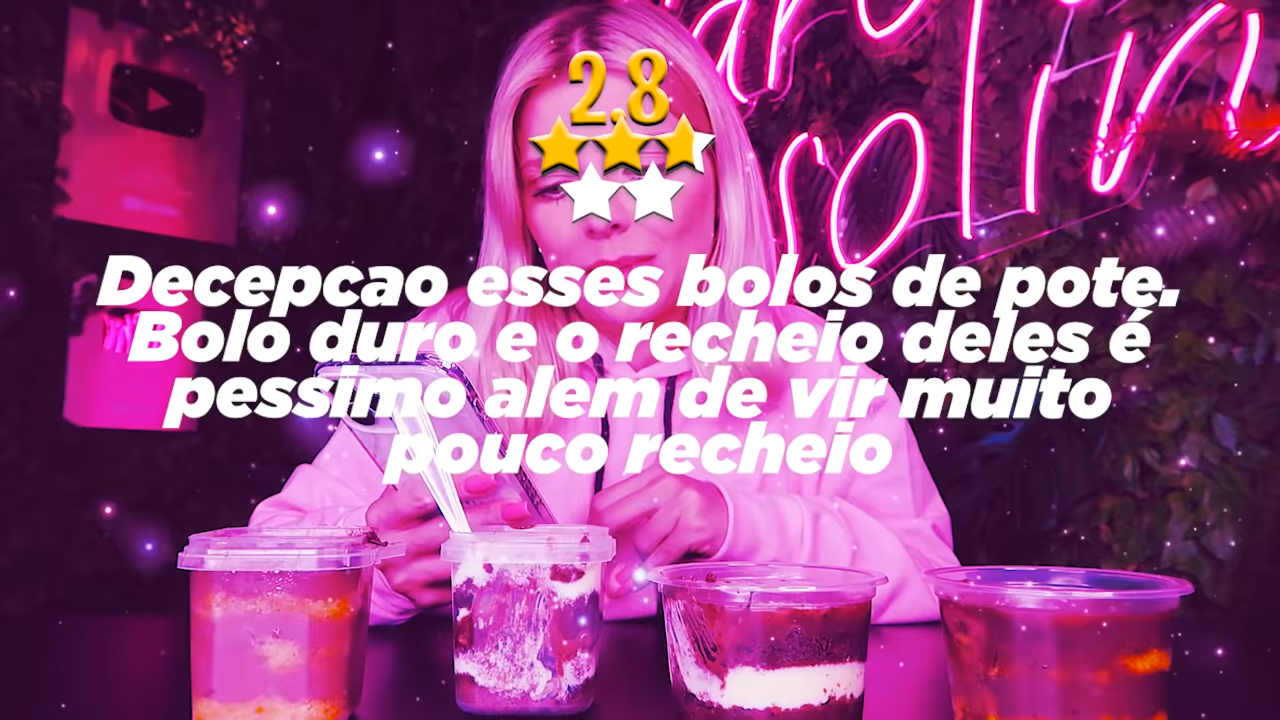 2.8
Decepcao esses bolos de pote.
Bolo duro e o recheio deles é
pessimo alem de vir muito
pouco recheio